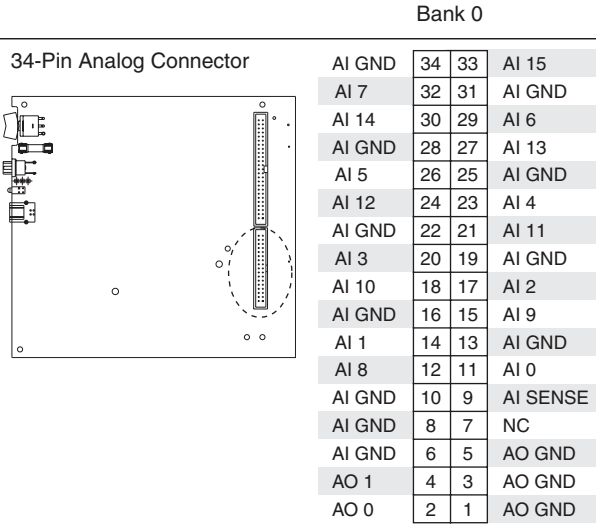 Bank 0
34-Pin Analog Connector
AI GND 34 33 AI 15
AI 7 32 31 AI GND
AI 14 30 29 AI 6
AI GND 28 27 AI 13
AI 5 26 25 AI GND
AI 12 24 23 AI 4
AI GND 22 21 AI 11
AI 3 20 19 AI GND
AI 10 18 17 AI 2
AI GND 16 15 AI 9
AI 1 14 13 AI GND
AI 8 12 11 AI 0
AI GND 10 9 AI SENSE
AI GND 8 7 NC
AI GND 6 5 AO GND
AO 1 4 3 AO GND
AO 0 2 1 AO GND